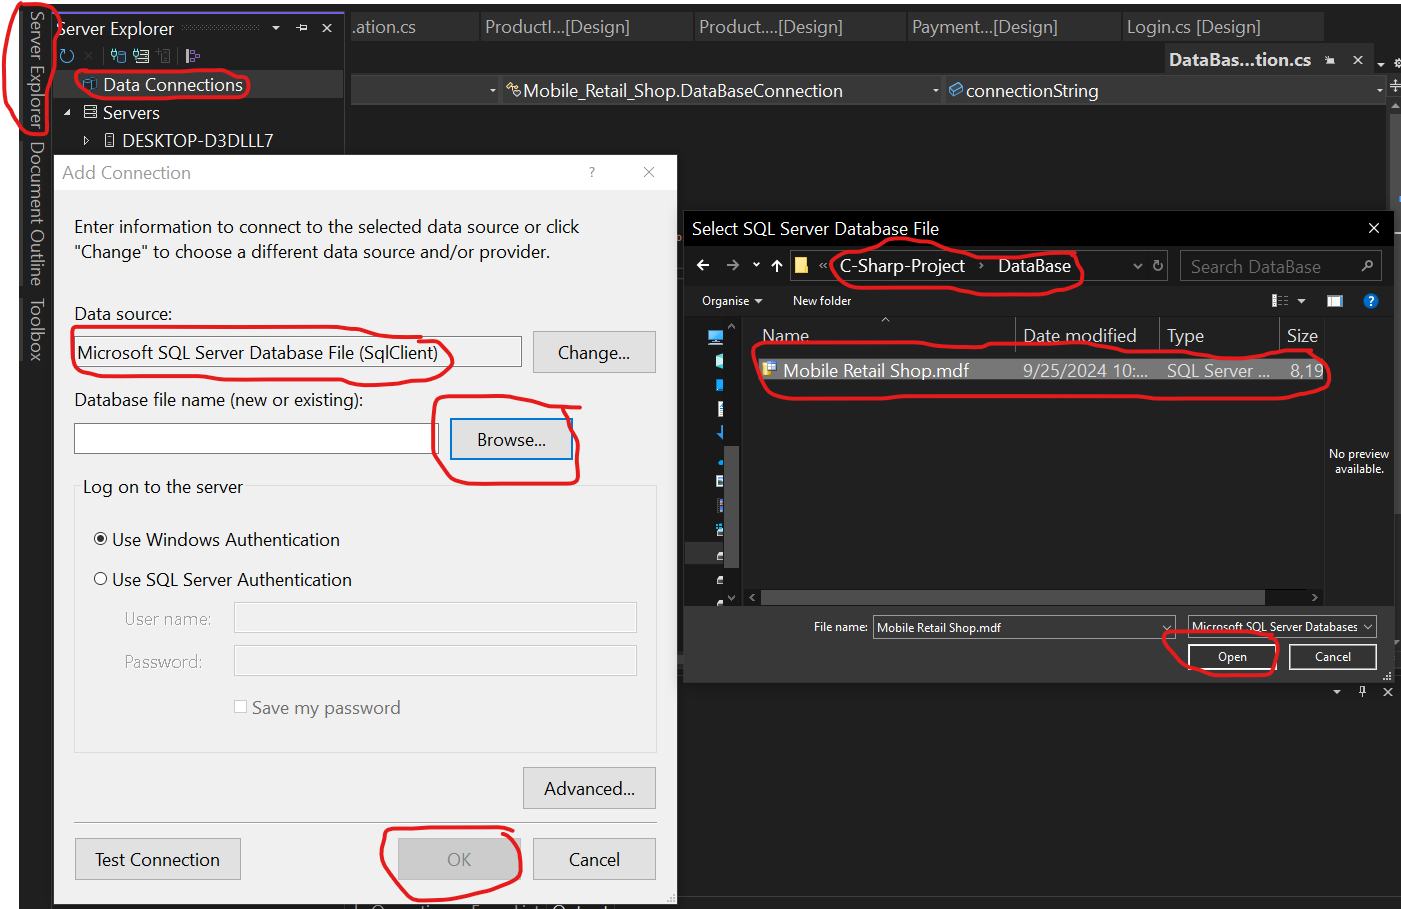 Server Explorer
Document Outline
Toolbox
Server Explorer
Data Connections
Servers
DESKTOP-D3DLLL7
.ation.cs
ProductI...[Design]
Product....[Design]
Payment...[Design]
Login.cs [Design]
DataBas...tion.cs
Mobile_Retail_Shop.DataBaseConnection
connectionString
Add Connection
?
Enter information to connect to the selected data source or click
"Change" to choose a different data source and/or provider.
Data source:
Microsoft SQL Server Database File (SqlClient)
Change...
Database file name (new or existing):
Browse...
Log on to the server
Use Windows Authentication
Use SQL Server Authentication
User name:
Password:
Save my password
Advanced...
Test Connection
OK
Cancel
Select SQL Server Database File
« C-Sharp-Project › DataBase
Search DataBase
Organise
New folder
?
Name
Date modified
Type
Size
Mobile Retail Shop.mdf
9/25/2024 10:...
SQL Server ...
8,19
No preview
available.
File name:
Mobile Retail Shop.mdf
Microsoft SQL Server Databases
Open
Cancel